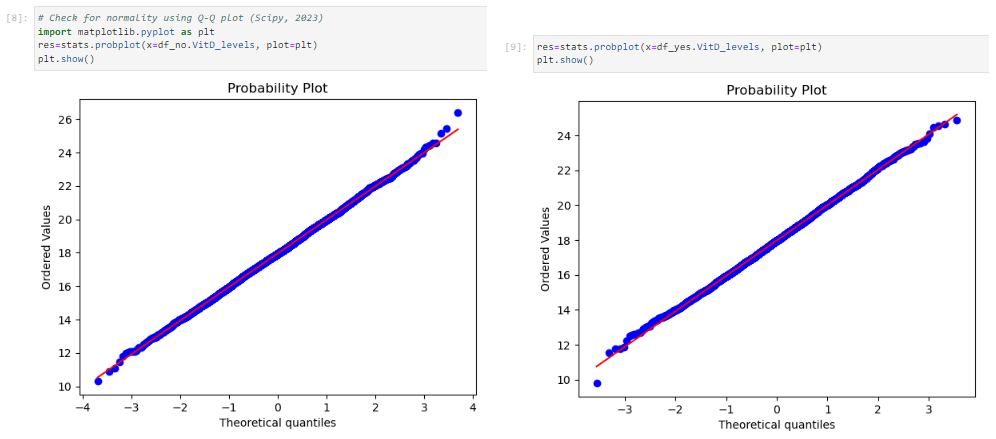 [8]:
# Check for normality using Q-Q plot (Scipy, 2023)
import matplotlib.pyplot as plt
res=stats.probplot(x=df_no.VitD_levels, plot=plt)
plt.show()
Probability Plot
26
24
22
20
18
16
14
12
10
Ordered Values
−4
−3
−2
−1
0
1
2
3
4
Theoretical quantiles
[9]:
res=stats.probplot(x=df_yes.VitD_levels, plot=plt)
plt.show()
Probability Plot
24
22
20
18
16
14
12
10
Ordered Values
−3
−2
−1
0
1
2
3
Theoretical quantiles